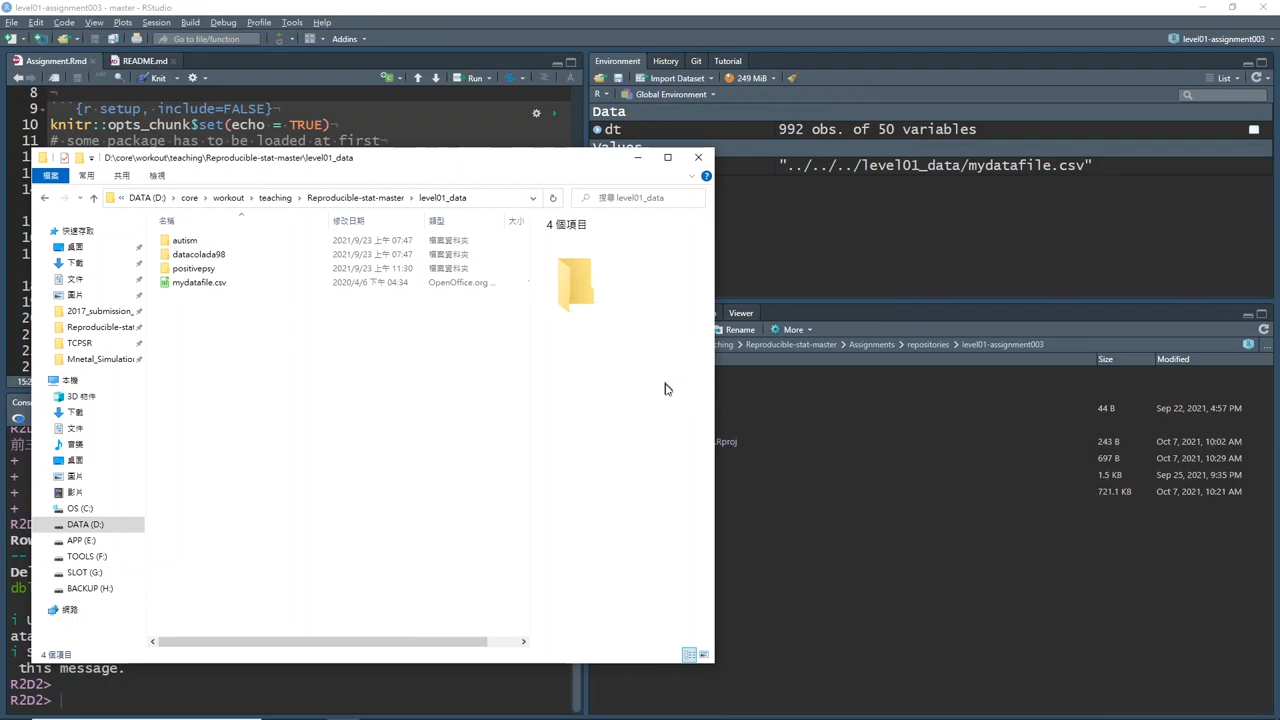 level01-assignment003 - master - RStudio
File Edit Code View Plots Session Build Debug Profile Tools Help
Go to file/function Addins level01-assignment003
Assignment.Rmd README.md
Knit Run
8
9 ```{r setup, include=FALSE}
10 knitr::opts_chunk$set(echo = TRUE)
11 # some package has to be loaded at first
Environment History Git Tutorial
Import Dataset 249 MiB List
R Global Environment
Data
dt 992 obs. of 50 variables
Values
"../../../level01_data/mydatafile.csv"
D:\core\workout\teaching\Reproducible-stat-master\level01_data
檔案 常用 共用 檢視
DATA (D:) core workout teaching Reproducible-stat-master level01_data 搜尋 level01_data
名稱 修改日期 類型 大小
autism 2021/9/23 上午 07:47 檔案資料夾
datacolada98 2021/9/23 上午 07:47 檔案資料夾
positivepsy 2021/9/23 上午 11:30 檔案資料夾
mydatafile.csv 2020/4/6 下午 04:34 OpenOffice.org ...
4 個項目
快速存取
桌面
下載
文件
圖片
2017_submission_
Reproducible-stat
TCPSR
Mnetal_Simulation
本機
3D 物件
下載
文件
音樂
桌面
圖片
影片
OS (C:)
DATA (D:)
APP (E:)
TOOLS (F:)
SLOT (G:)
BACKUP (H:)
網路
4 個項目
Viewer
Rename More
ching Reproducible-stat-master Assignments repositories level01-assignment003
Size Modified
44 B Sep 22, 2021, 4:57 PM
.Rproj 243 B Oct 7, 2021, 10:02 AM
697 B Oct 7, 2021, 10:29 AM
1.5 KB Sep 25, 2021, 9:35 PM
721.1 KB Oct 7, 2021, 10:21 AM
this message.
R2D2>
R2D2>